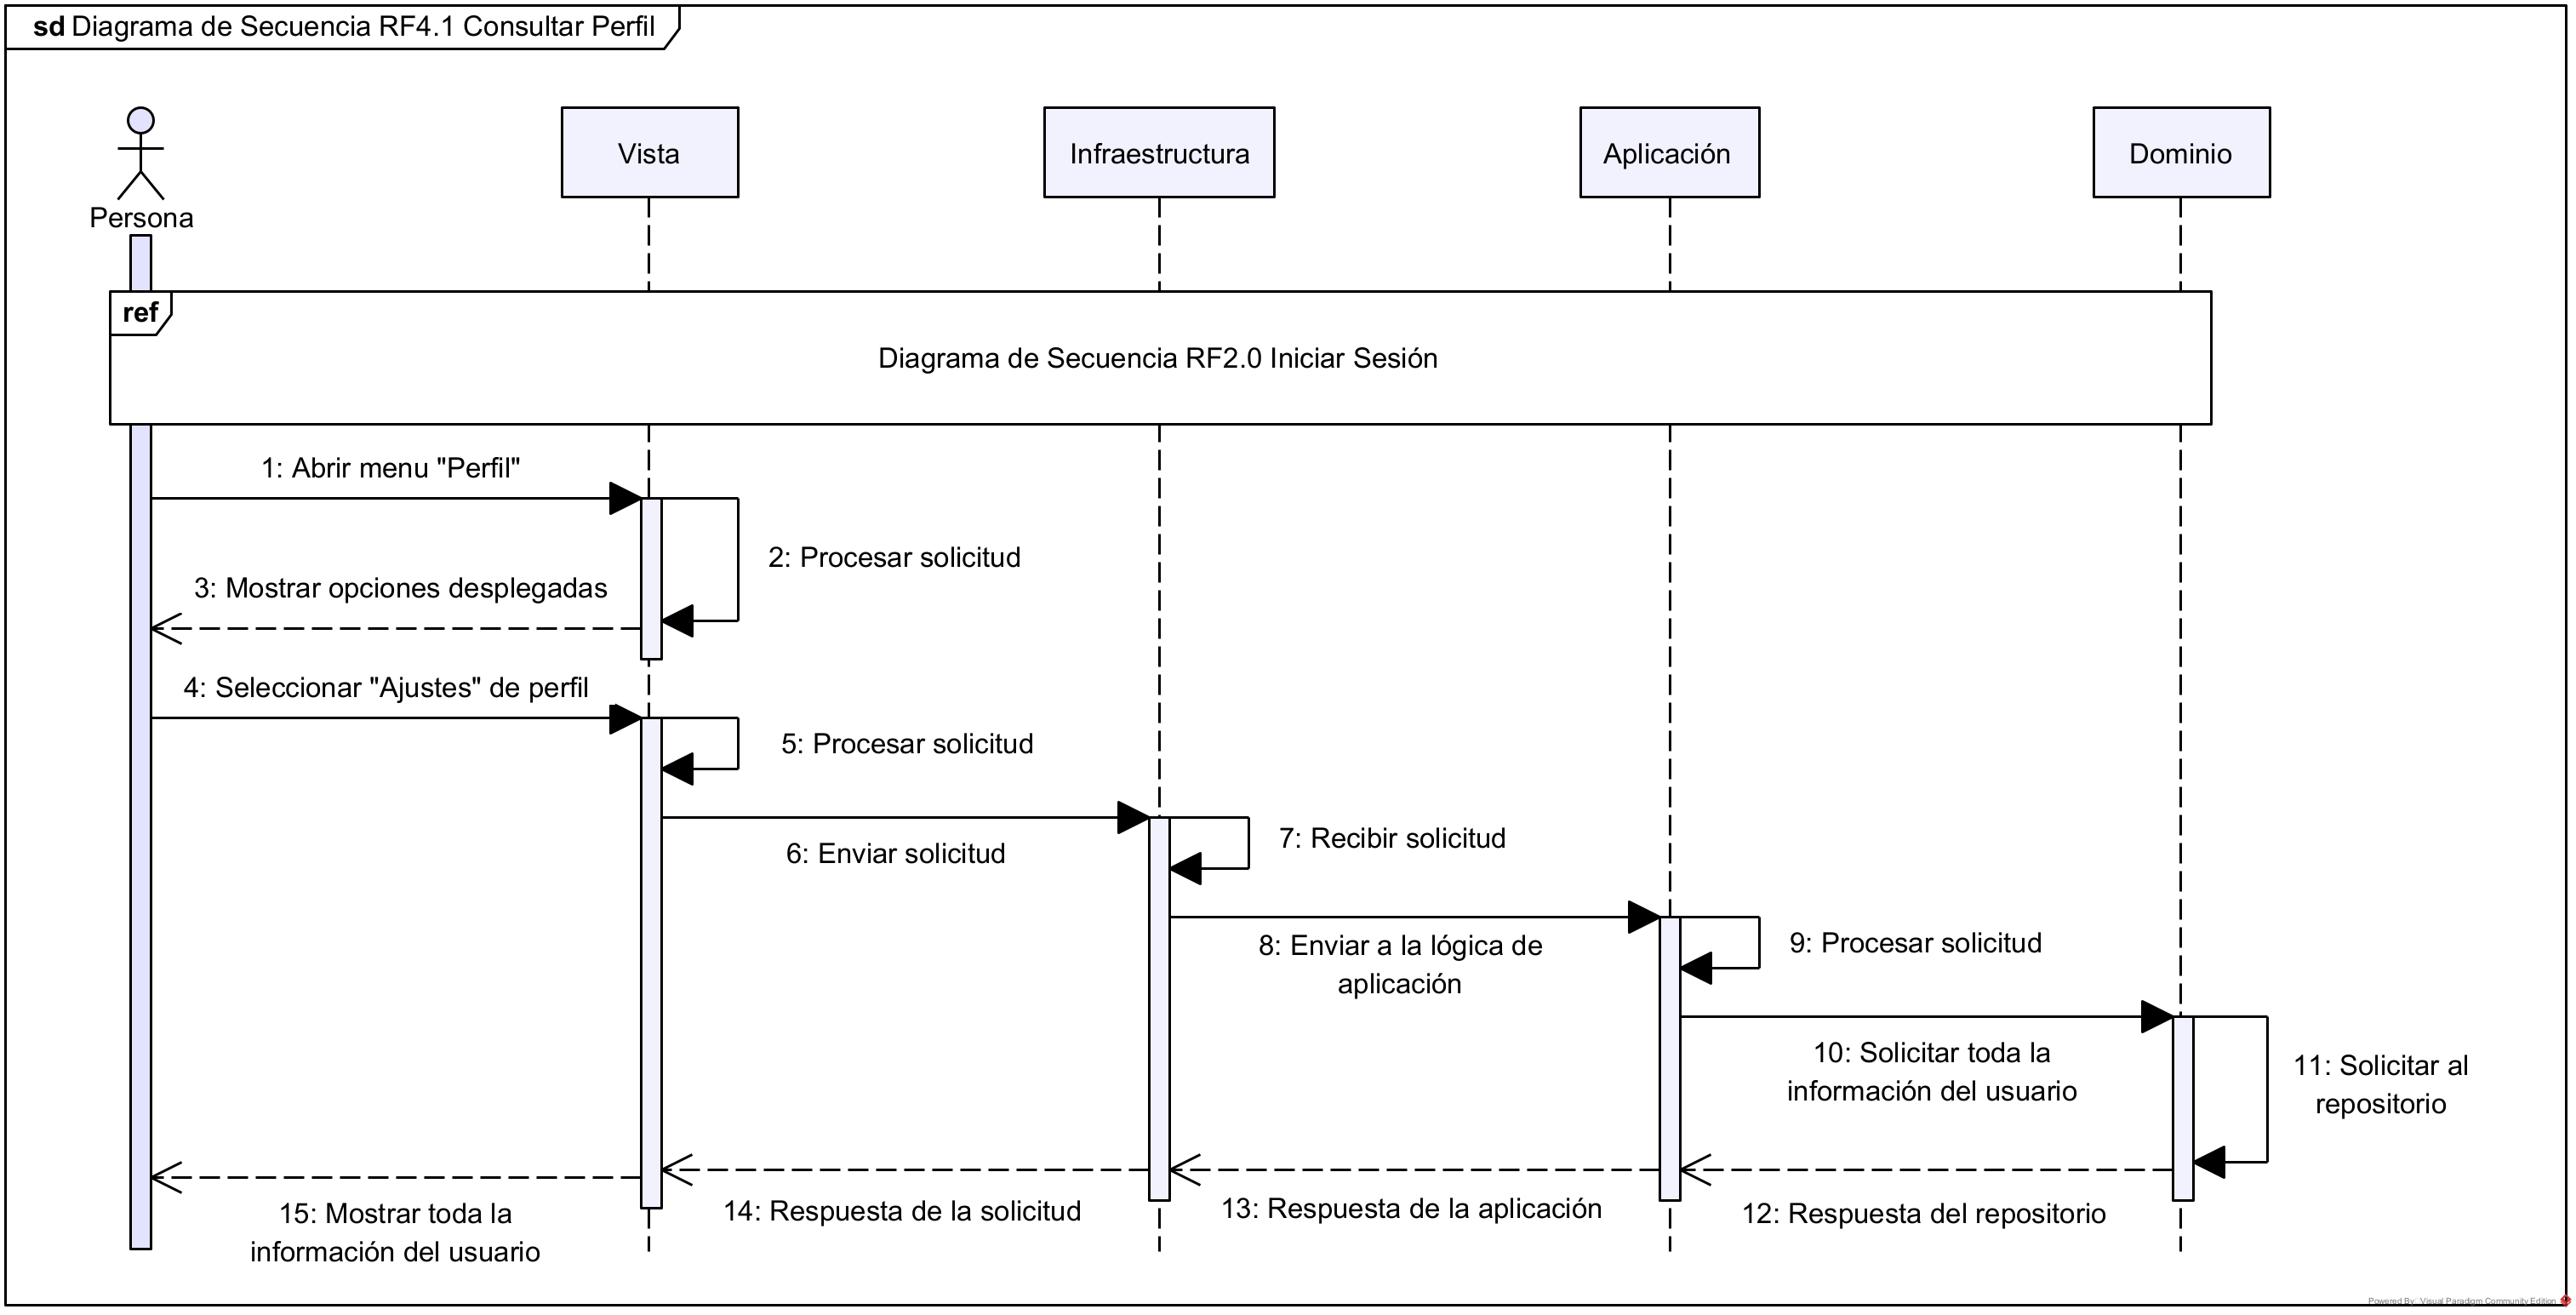 sd Diagrama de Secuencia RF4.1 Consultar Perfil
Persona
Vista
Infraestructura
Aplicación
Dominio
ref
Diagrama de Secuencia RF2.0 Iniciar Sesión
1: Abrir menu "Perfil"
2: Procesar solicitud
3: Mostrar opciones desplegadas
4: Seleccionar "Ajustes" de perfil
5: Procesar solicitud
6: Enviar solicitud
7: Recibir solicitud
8: Enviar a la lógica de
aplicación
9: Procesar solicitud
10: Solicitar toda la
información del usuario
11: Solicitar al
repositorio
12: Respuesta del repositorio
13: Respuesta de la aplicación
14: Respuesta de la solicitud
15: Mostrar toda la
información del usuario
Powered By: Visual Paradigm Community Edition